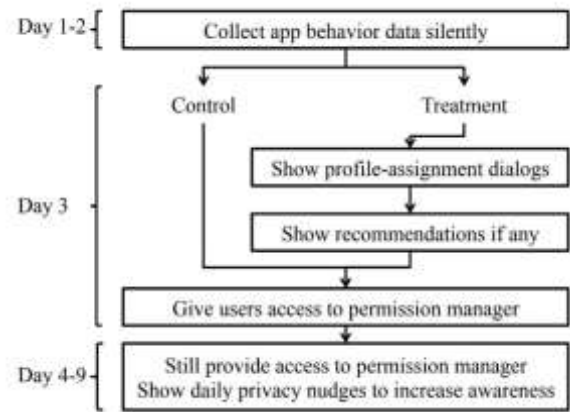 Day 1-2
Collect app behavior data silently
Control
Treatment
Show profile-assignment dialogs
Day 3
Show recommendations if any
Give users access to permission manager
Day 4-9
Still provide access to permission manager
Show daily privacy nudges to increase awareness